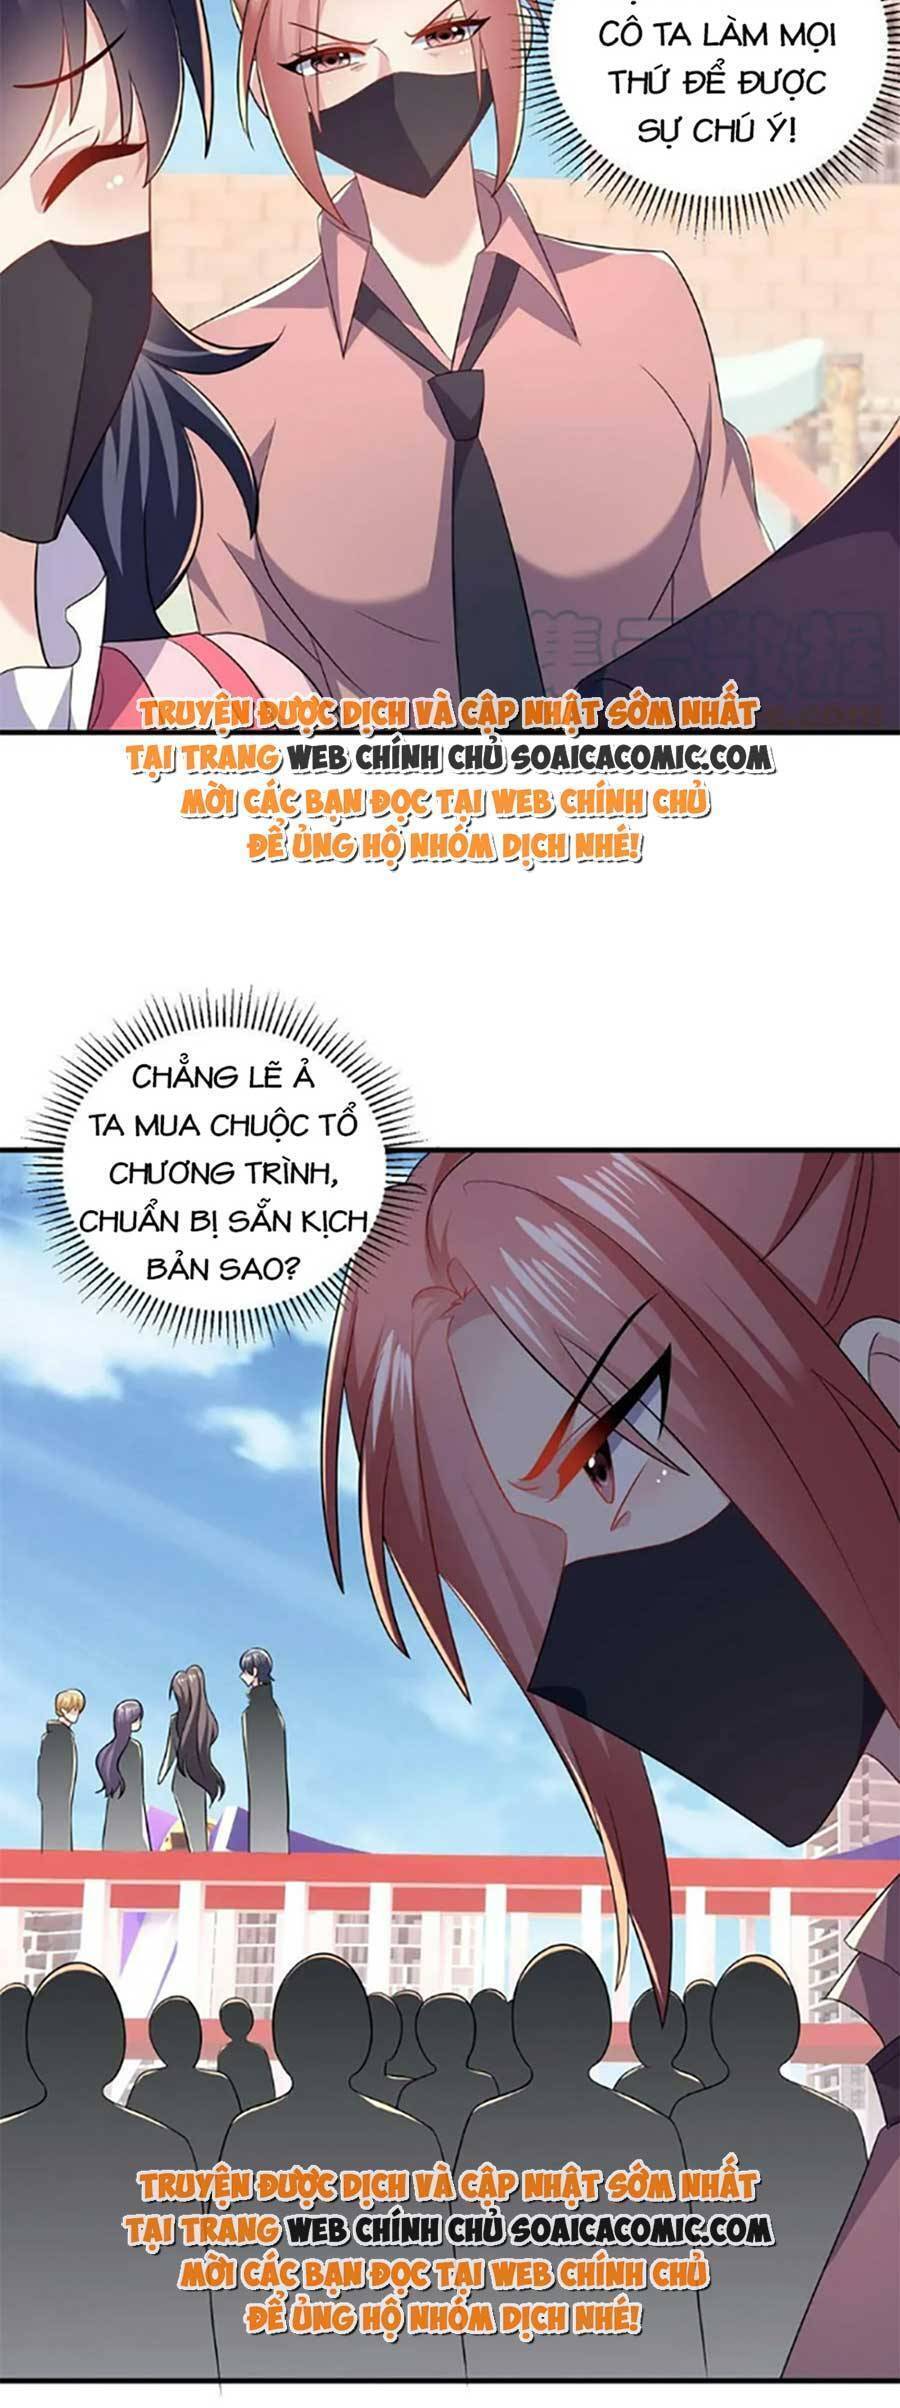 CÔ TA LÀM MỌI
THỨ ĐỂ ĐƯỢC
SỰ CHÚ Ý!
TRUYỆN ĐƯỢC DỊCH VÀ CẬP NHẬT SỚM NHẤT
TẠI TRANG WEB CHÍNH CHỦ SOAICACOMIC.COM
MỜI CÁC BẠN ĐỌC TẠI WEB CHÍNH CHỦ
ĐỂ ỦNG HỘ NHÓM DỊCH NHÉ!
CHẲNG LẼ Ả
TA MUA CHUỘC TỔ
CHƯƠNG TRÌNH,
CHUẨN BỊ SẴN KỊCH
BẢN SAO?
TRUYỆN ĐƯỢC DỊCH VÀ CẬP NHẬT SỚM NHẤT
TẠI TRANG WEB CHÍNH CHỦ SOAICACOMIC.COM
MỜI CÁC BẠN ĐỌC TẠI WEB CHÍNH CHỦ
ĐỂ ỦNG HỘ NHÓM DỊCH NHÉ!